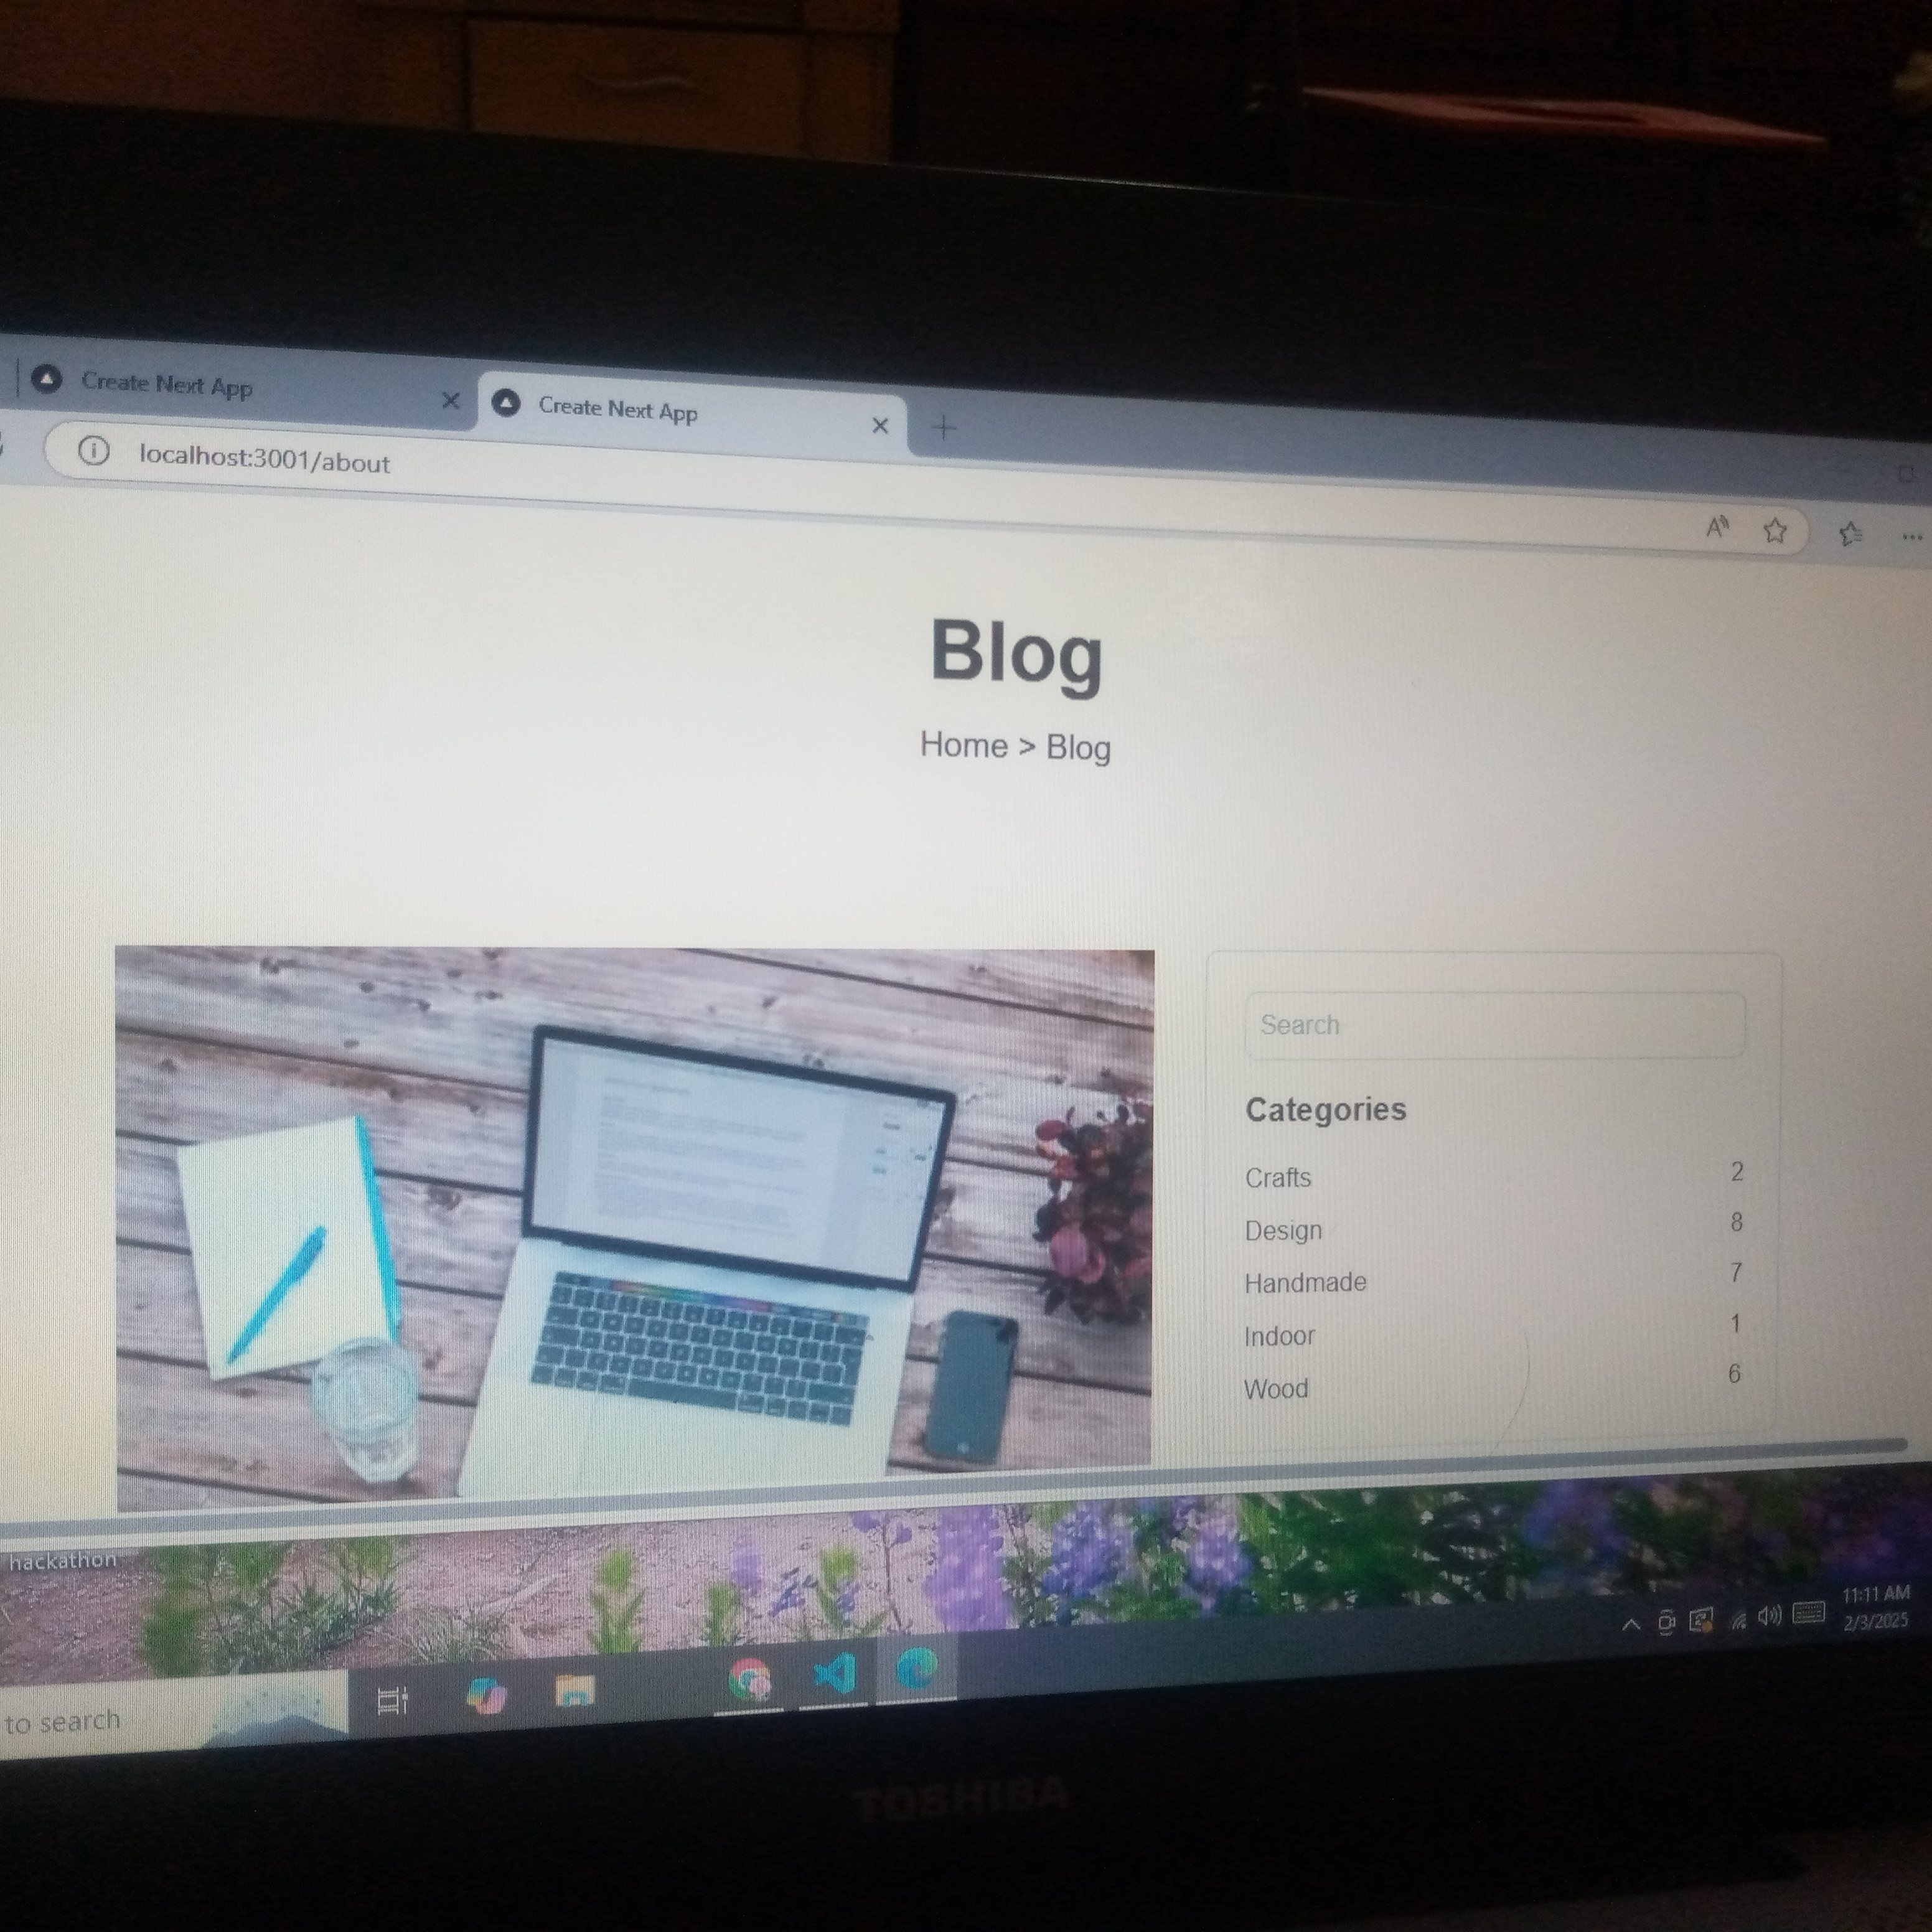 Create Next App
Create Next App
localhost:3001/about
Blog
Home > Blog
Search
Categories
Crafts 2
Design 8
Handmade 7
Indoor 1
Wood 6
hackathon
to search
11:11 AM
2/3/2025
TOSHIBA